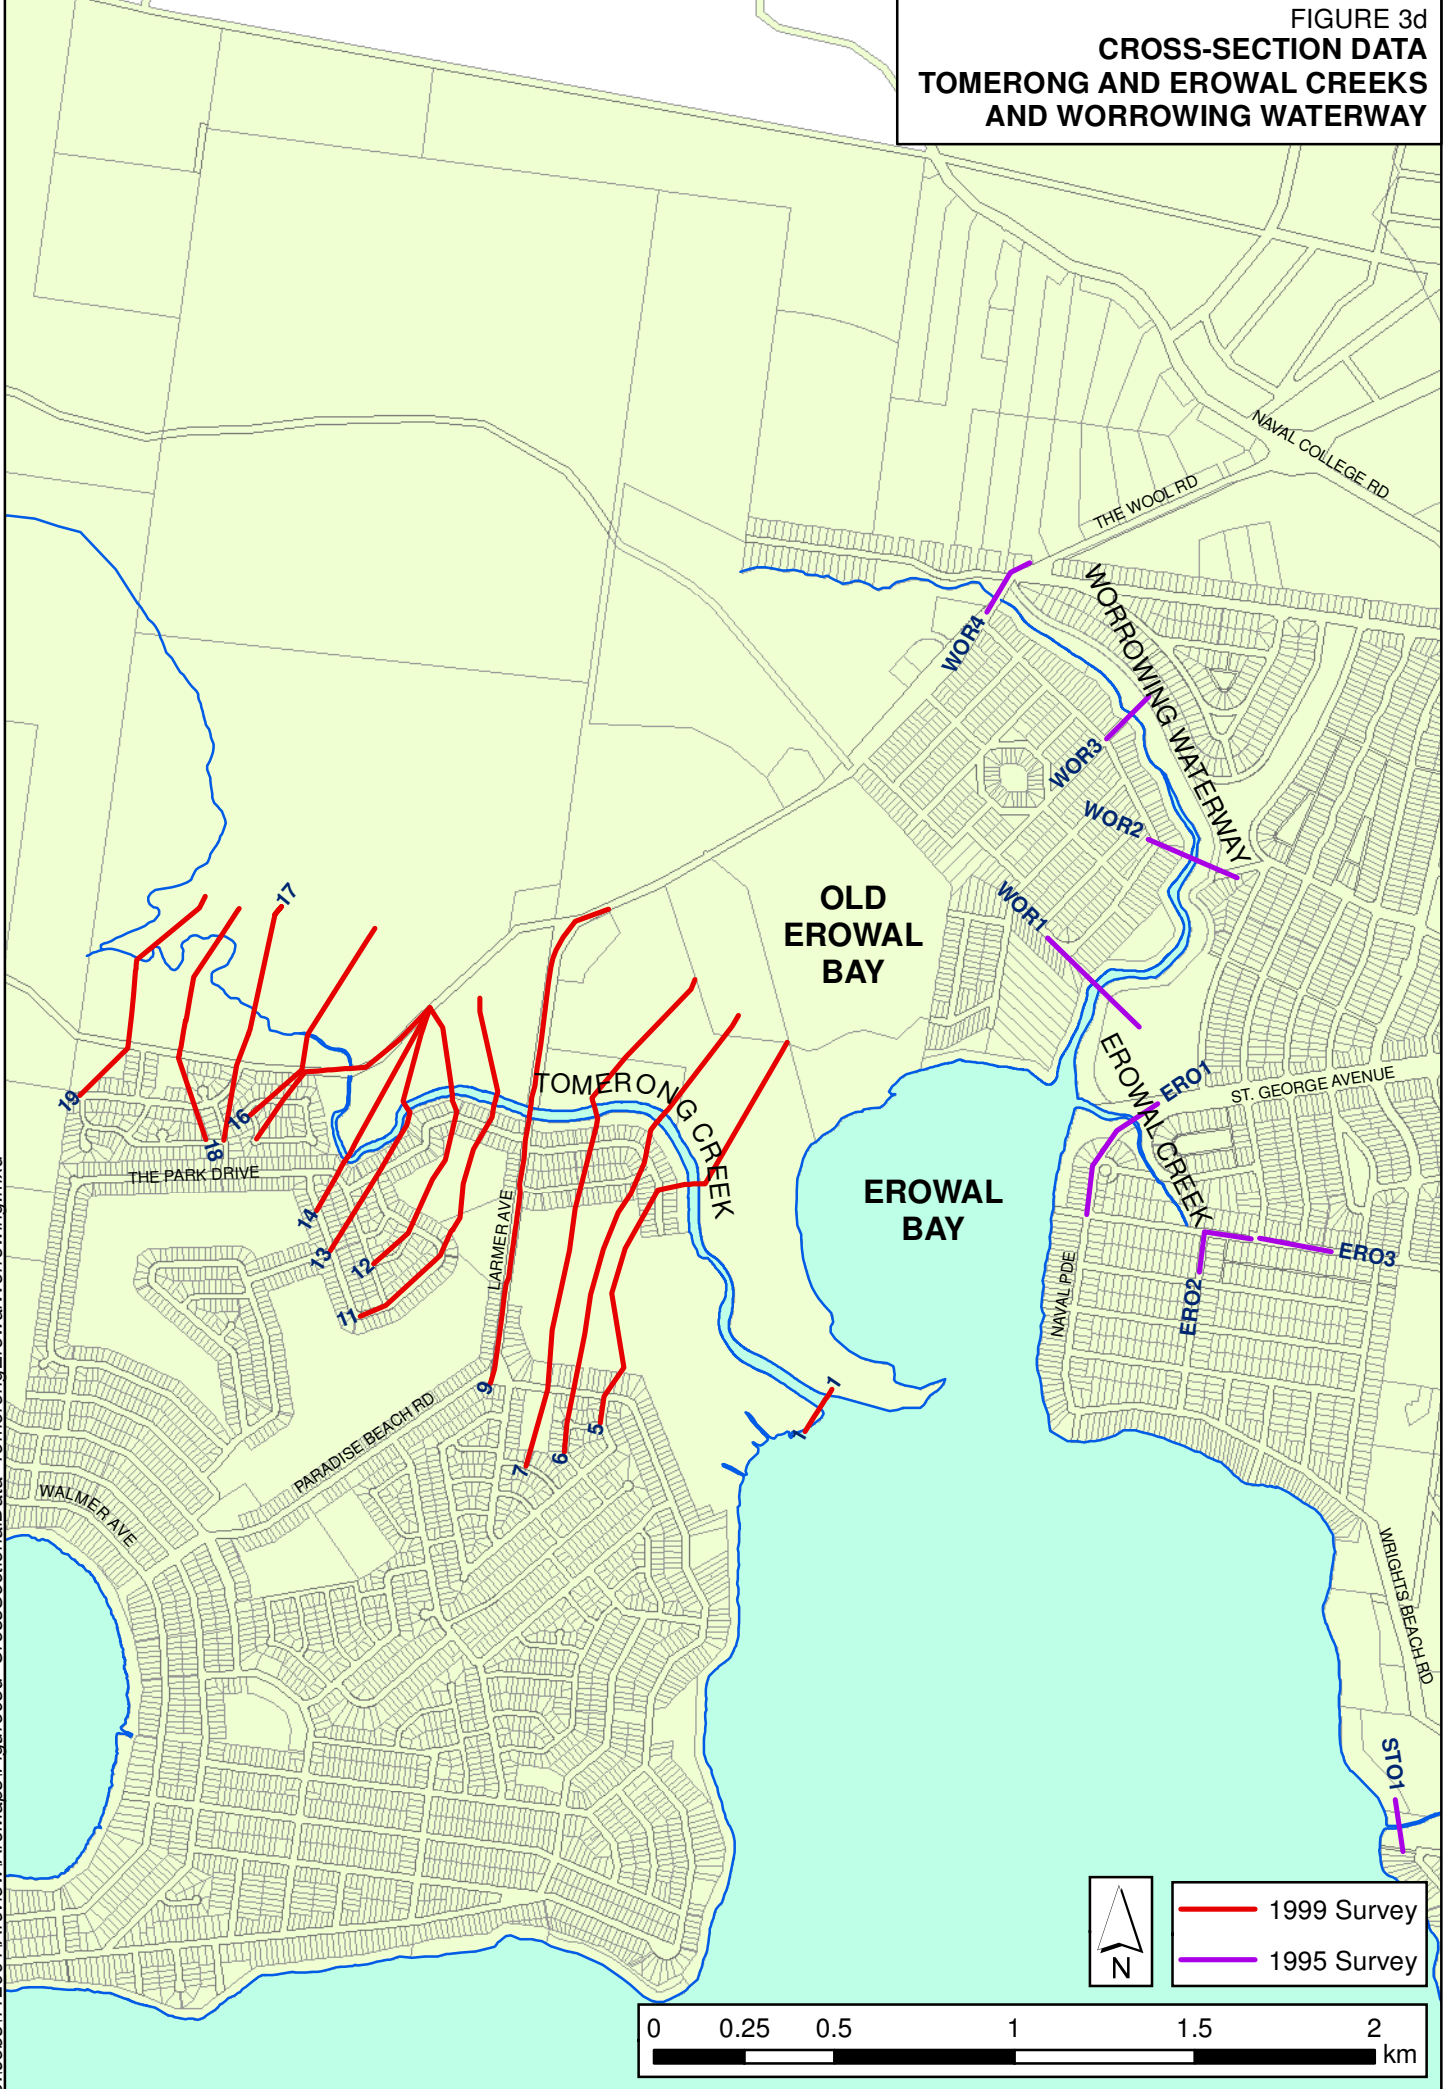 FIGURE 3d
CROSS-SECTION DATA
TOMERONG AND EROWAL CREEKS
AND WORROWING WATERWAY
NAVAL COLLEGE RD
THE WOOL RD
WORROWING WATERWAY
WOR4
WOR3
WOR2
WOR1
OLD
EROWAL
BAY
17
TOMERONG CREEK
EROWAL CREEK
ERO1
ST. GEORGE AVENUE
19
16
18
THE PARK DRIVE
14
13
12
11
LARMER AVE
EROWAL
BAY
ERO3
ERO2
NAVAL PDE
9
7
6
5
1
1
PARADISE BEACH RD
WALMER AVE
WRIGHTS BEACH RD
STO1
1999 Survey
1995 Survey
N
0 0.25 0.5 1 1.5 2
km